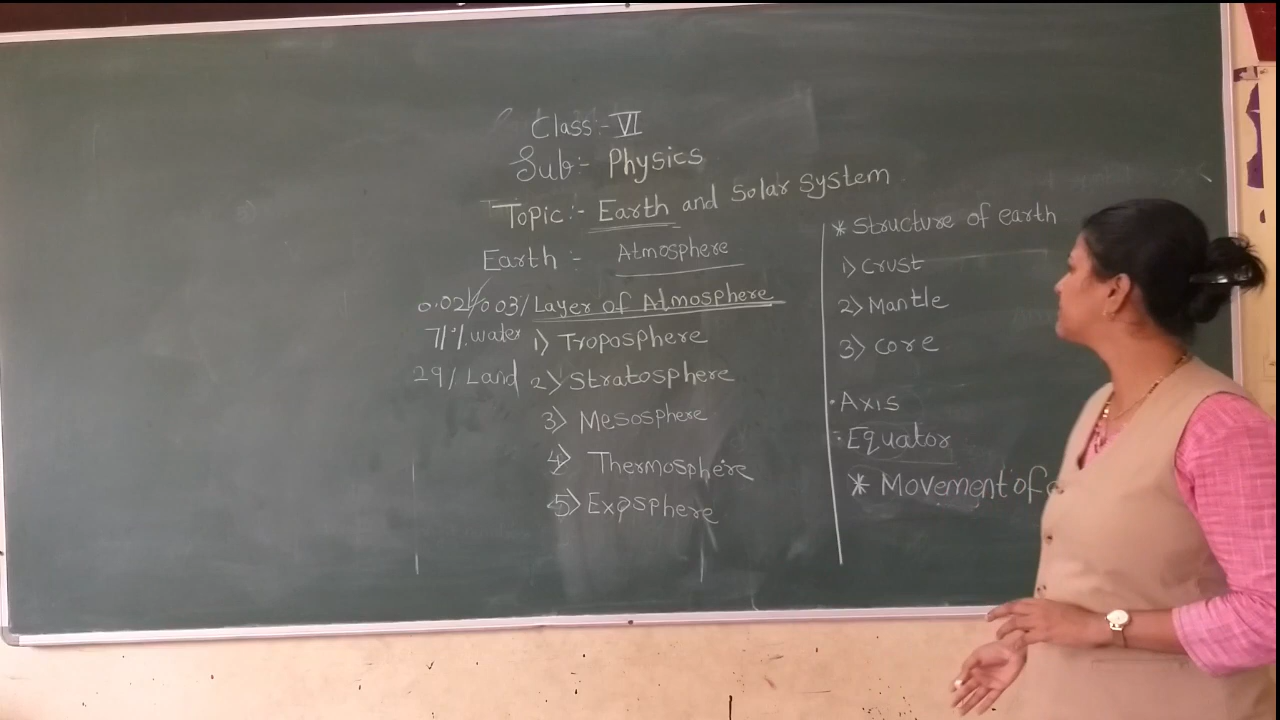 Class:- VI
Sub:- Physics
Topic:- Earth and Solar System
Earth :- Atmosphere
0.02%0.03/ Layer of Atmosphere
71% water 1) Troposphere
29/ Land 2) Stratosphere
3) Mesosphere
4) Thermosphere
5) Exosphere
* Structure of earth
1) Crust
2) Mantle
3) Core
. Axis
: Equator
* Movement of